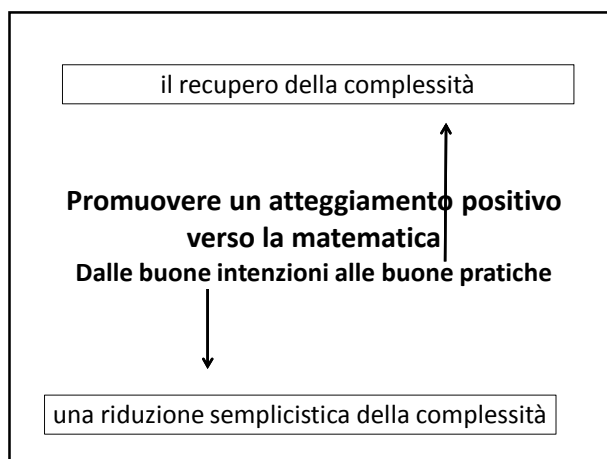 il recupero della complessità
Promuovere un atteggiamento positivo
verso la matematica
Dalle buone intenzioni alle buone pratiche
una riduzione semplicistica della complessità